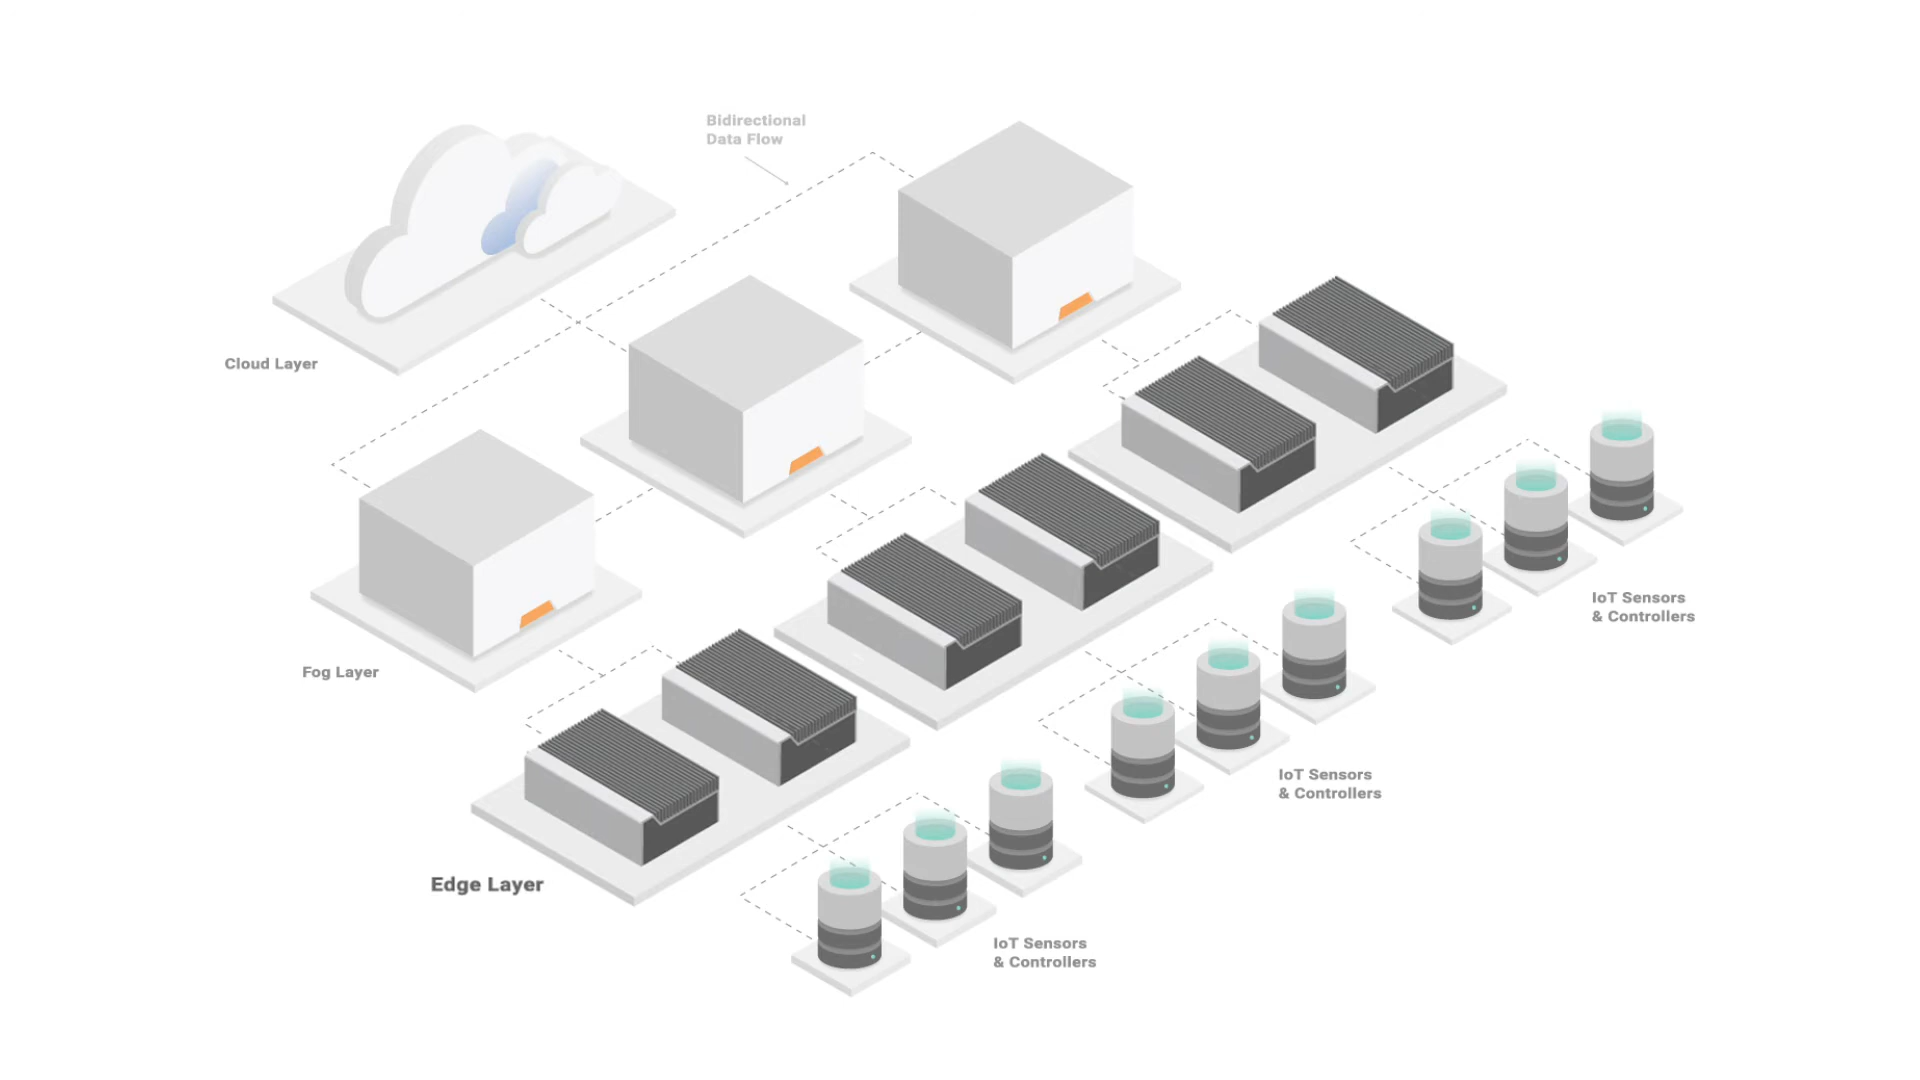 Bidirectional
Data Flow
Cloud Layer
Fog Layer
Edge Layer
IoT Sensors
& Controllers
IoT Sensors
& Controllers
IoT Sensors
& Controllers